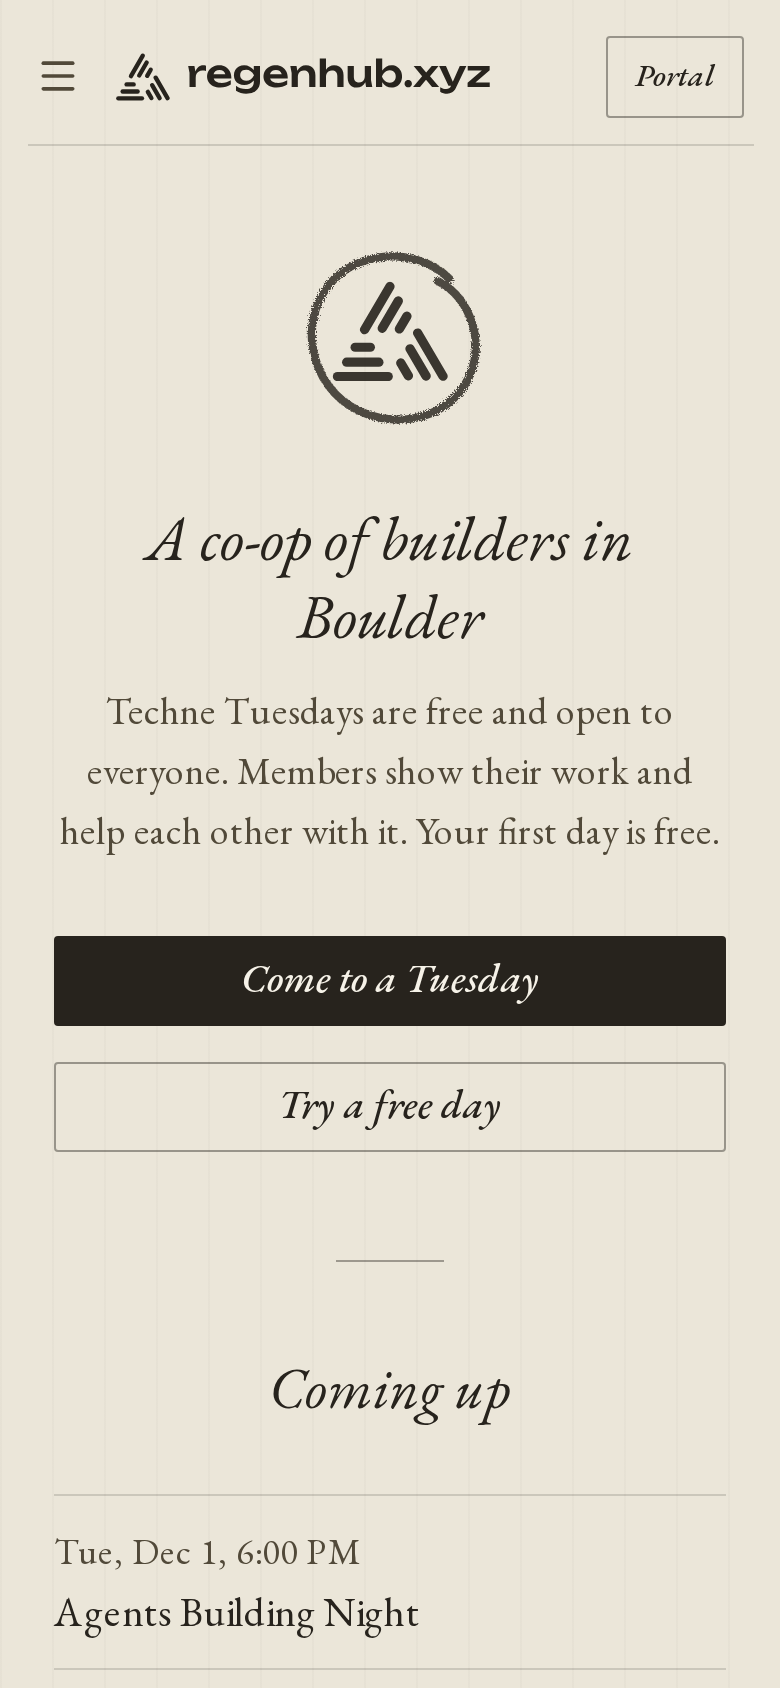 regenhub.xyz
Portal
A co-op of builders in
Boulder
Techne Tuesdays are free and open to
everyone. Members show their work and
help each other with it. Your first day is free.
Come to a Tuesday
Try a free day
Coming up
Tue, Dec 1, 6:00 PM
Agents Building Night